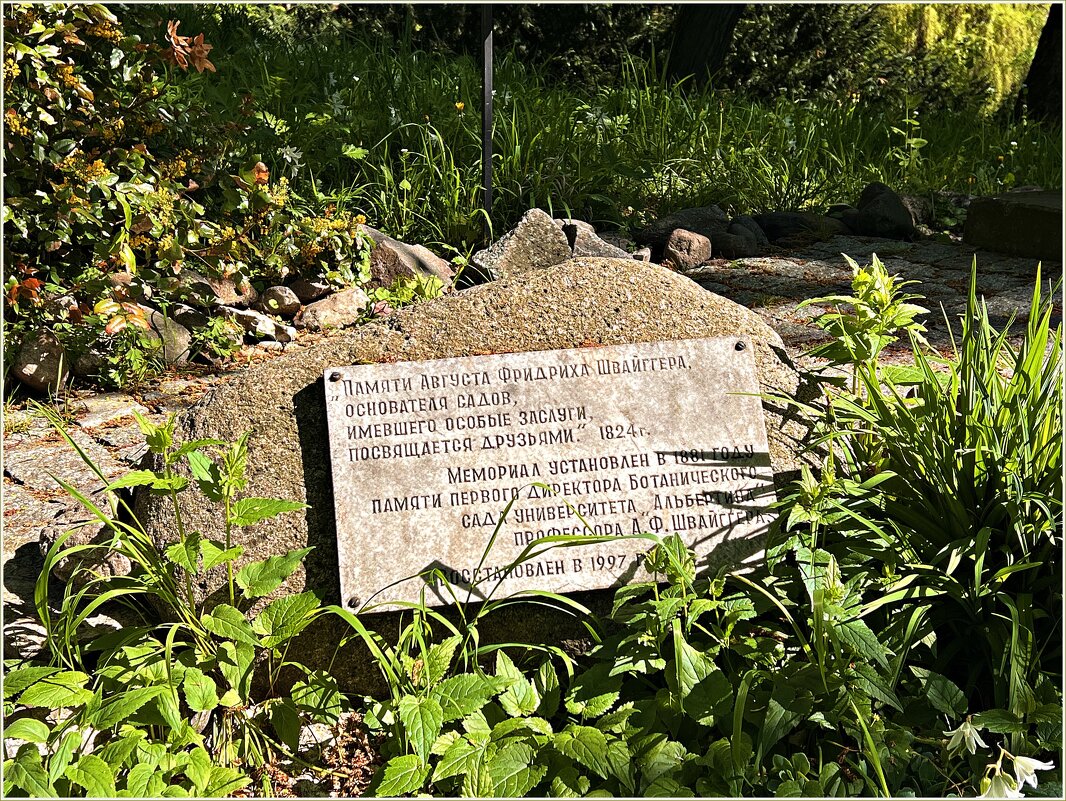 Памяти Августа Фридриха Швайггера,
"основателя садов,
имевшего особые заслуги,
посвящается друзьями." 1824г.
Мемориал установлен в 1881 году
памяти первого директора Ботанического
сада университета „Альбертина"
профессора А.Ф.Швайггера
Восстановлен в 1997